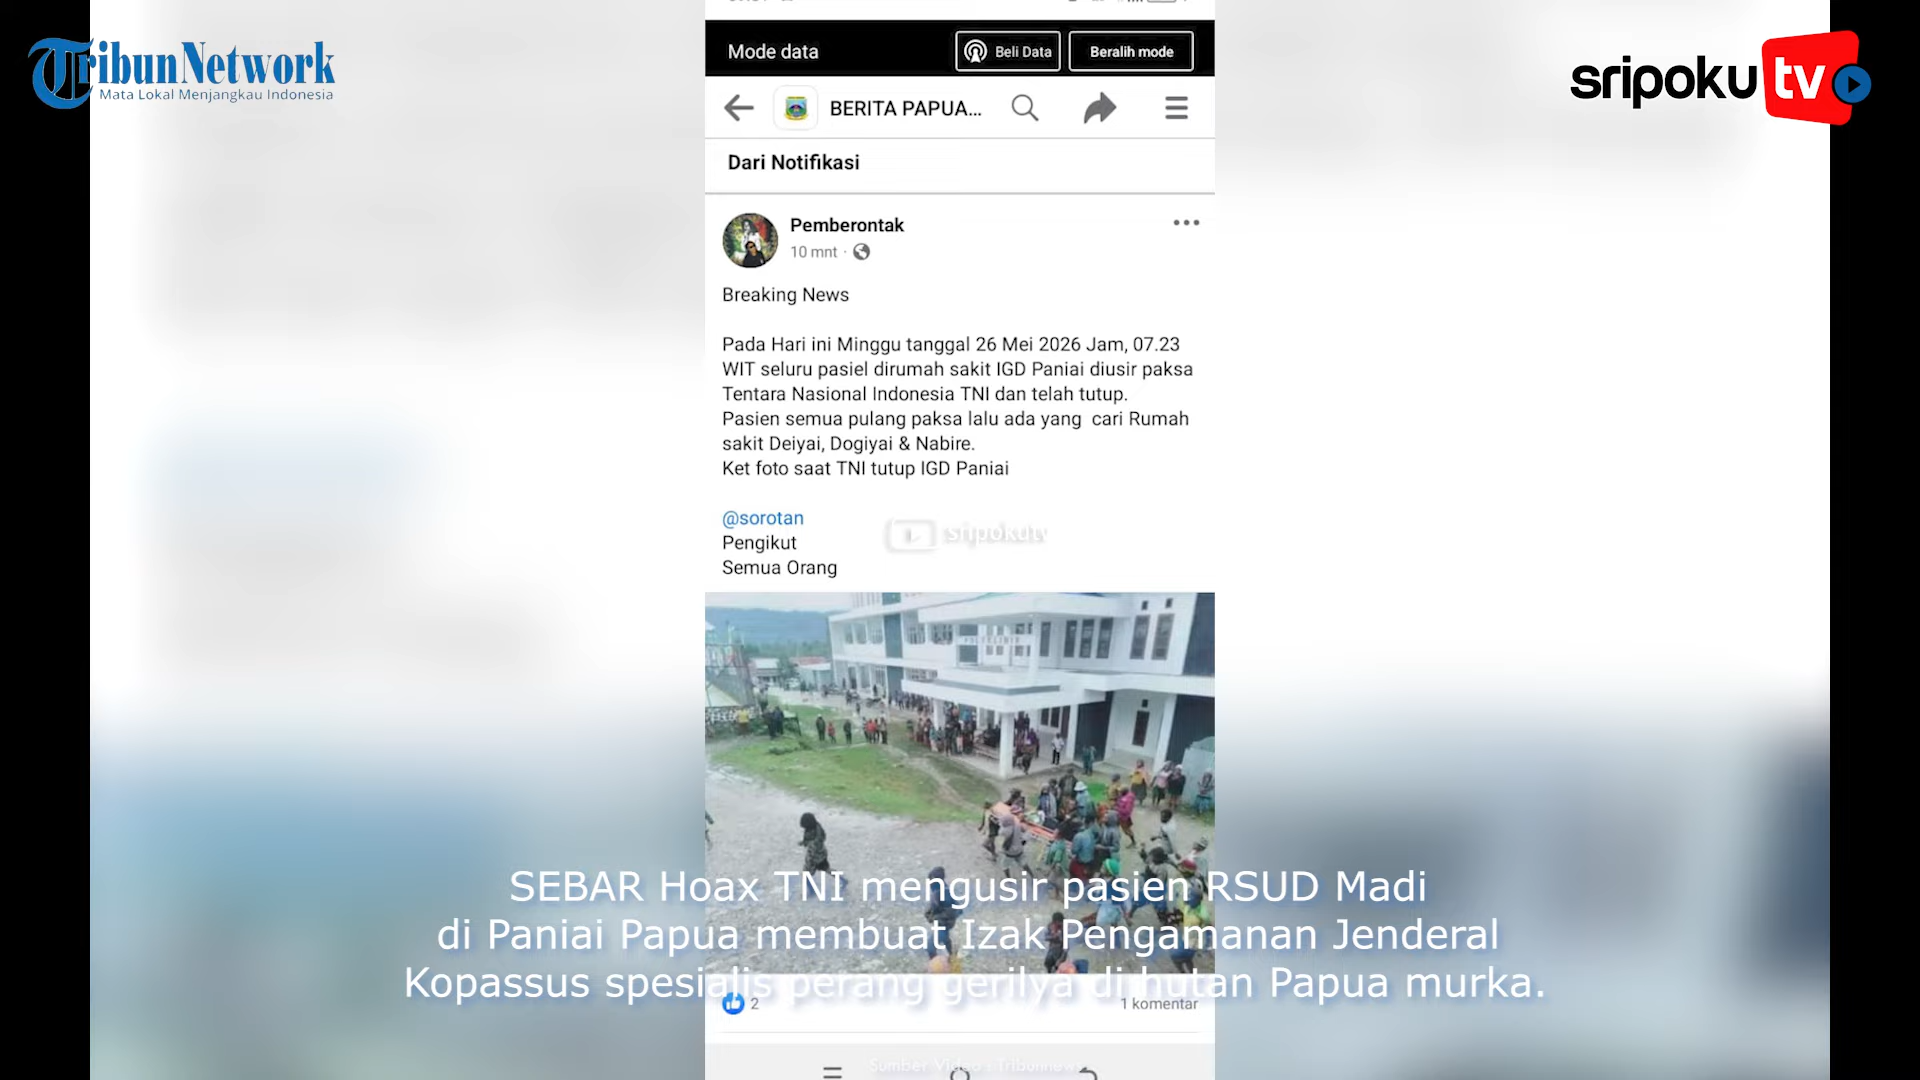 TribunNetwork
Mata Lokal Menjangkau Indonesia
sripoku tv
Mode data
Beli Data
Beralih mode
BERITA PAPUA...
Dari Notifikasi
Pemberontak
10 mnt ·
Breaking News
Pada Hari ini Minggu tanggal 26 Mei 2026 Jam, 07.23
WIT seluru pasiel dirumah sakit IGD Paniai diusir paksa
Tentara Nasional Indonesia TNI dan telah tutup.
Pasien semua pulang paksa lalu ada yang cari Rumah
sakit Deiyai, Dogiyai & Nabire.
Ket foto saat TNI tutup IGD Paniai
@sorotan
Pengikut
Semua Orang
sripokutv
SEBAR Hoax TNI mengusir pasien RSUD Madi
di Paniai Papua membuat Izak Pengamanan Jenderal
Kopassus spesialis perang gerilya di hutan Papua murka.
2
1 komentar
Sumber Video : Tribunnews